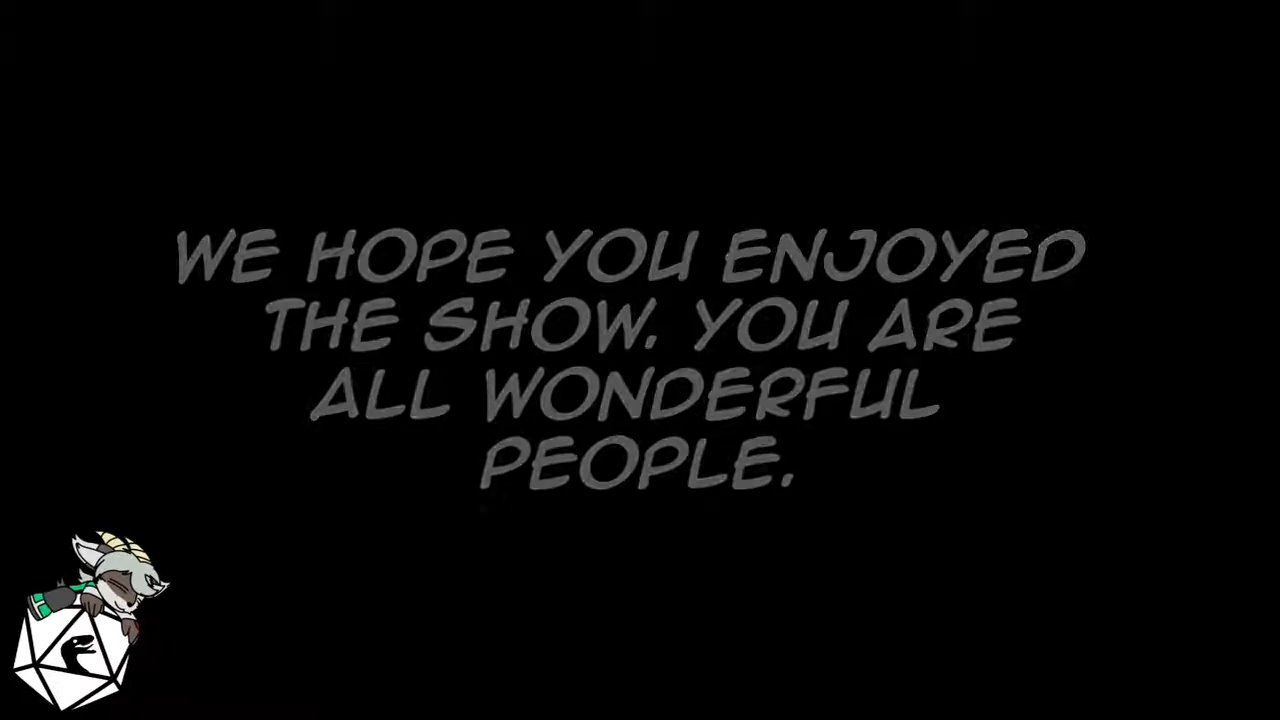 WE HOPE YOU ENJOYED
THE SHOW. YOU ARE
ALL WONDERFUL
PEOPLE.